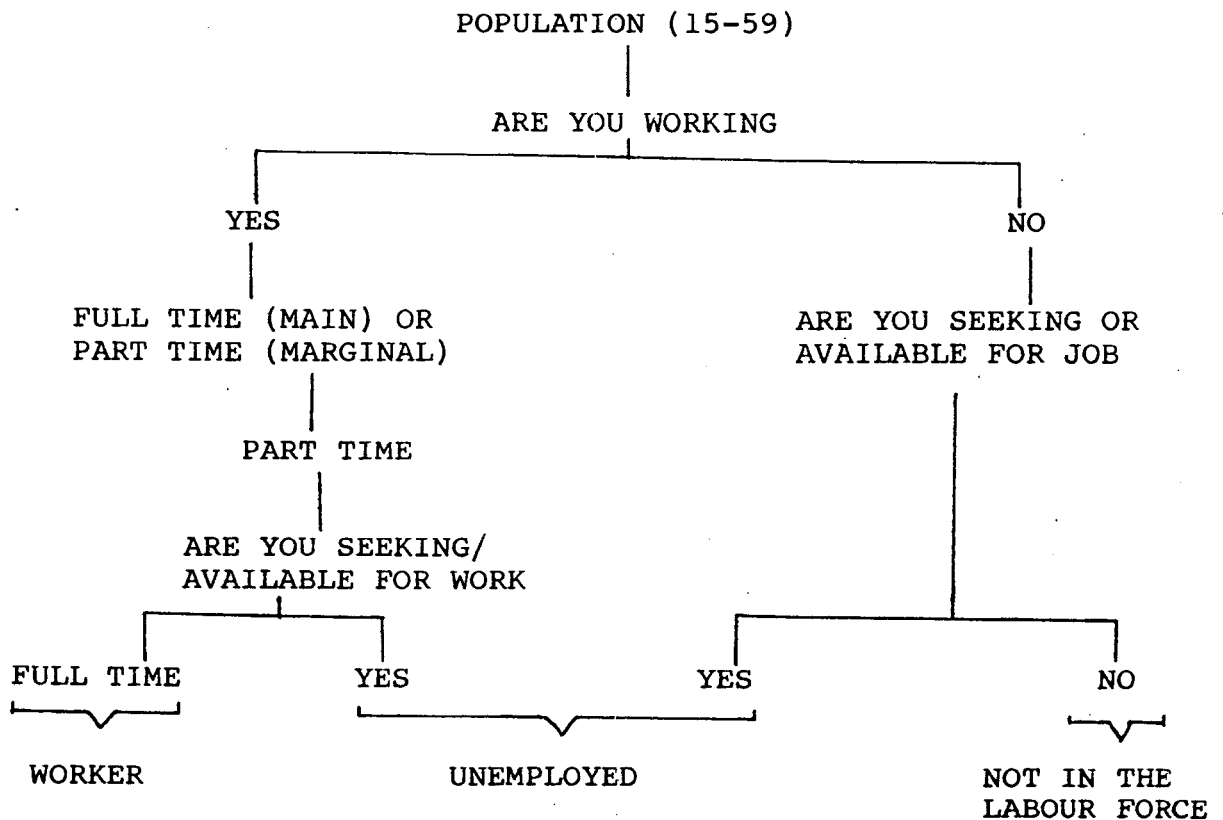 POPULATION (15-59)
ARE YOU WORKING
YES
NO
FULL TIME (MAIN) OR
PART TIME (MARGINAL)
ARE YOU SEEKING OR
AVAILABLE FOR JOB
PART TIME
ARE YOU SEEKING/
AVAILABLE FOR WORK
FULL TIME
YES
YES
NO
WORKER
UNEMPLOYED
NOT IN THE
LABOUR FORCE